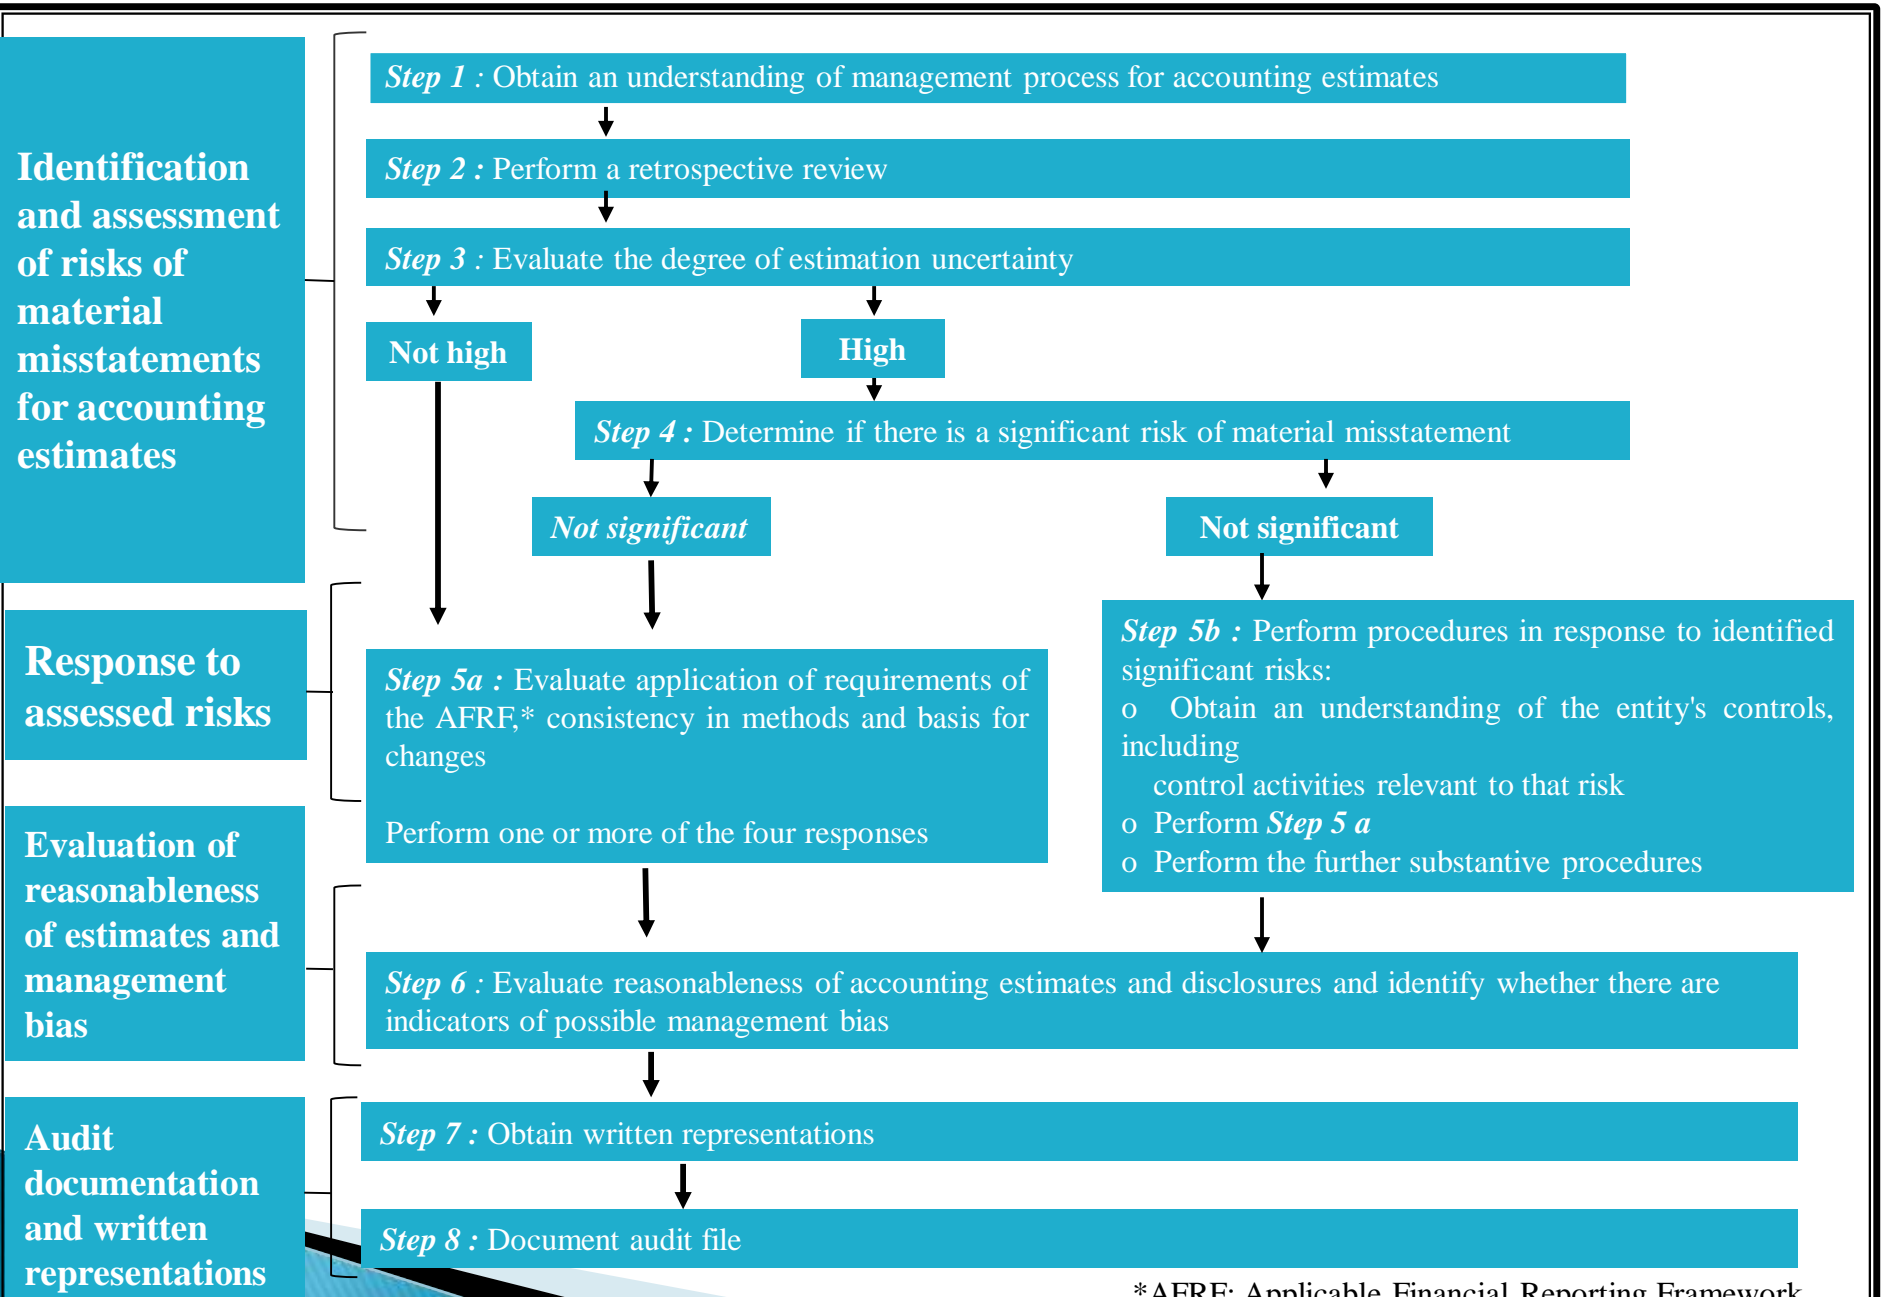 Identification
and assessment
of risks of
material
misstatements
for accounting
estimates
Step 1 : Obtain an understanding of management process for accounting estimates
Step 2 : Perform a retrospective review
Step 3 : Evaluate the degree of estimation uncertainty
Not high
High
Step 4 : Determine if there is a significant risk of material misstatement
Not significant
Not significant
Response to
assessed risks
Step 5a : Evaluate application of requirements of
the AFRF,* consistency in methods and basis for
changes
Perform one or more of the four responses
Step 5b : Perform procedures in response to identified
significant risks:
o Obtain an understanding of the entity's controls,
including
control activities relevant to that risk
o Perform Step 5 a
o Perform the further substantive procedures
Evaluation of
reasonableness
of estimates and
management
bias
Step 6 : Evaluate reasonableness of accounting estimates and disclosures and identify whether there are
indicators of possible management bias
Audit
documentation
and written
representations
Step 7 : Obtain written representations
Step 8 : Document audit file
*AFRF: Applicable Financial Reporting Framework